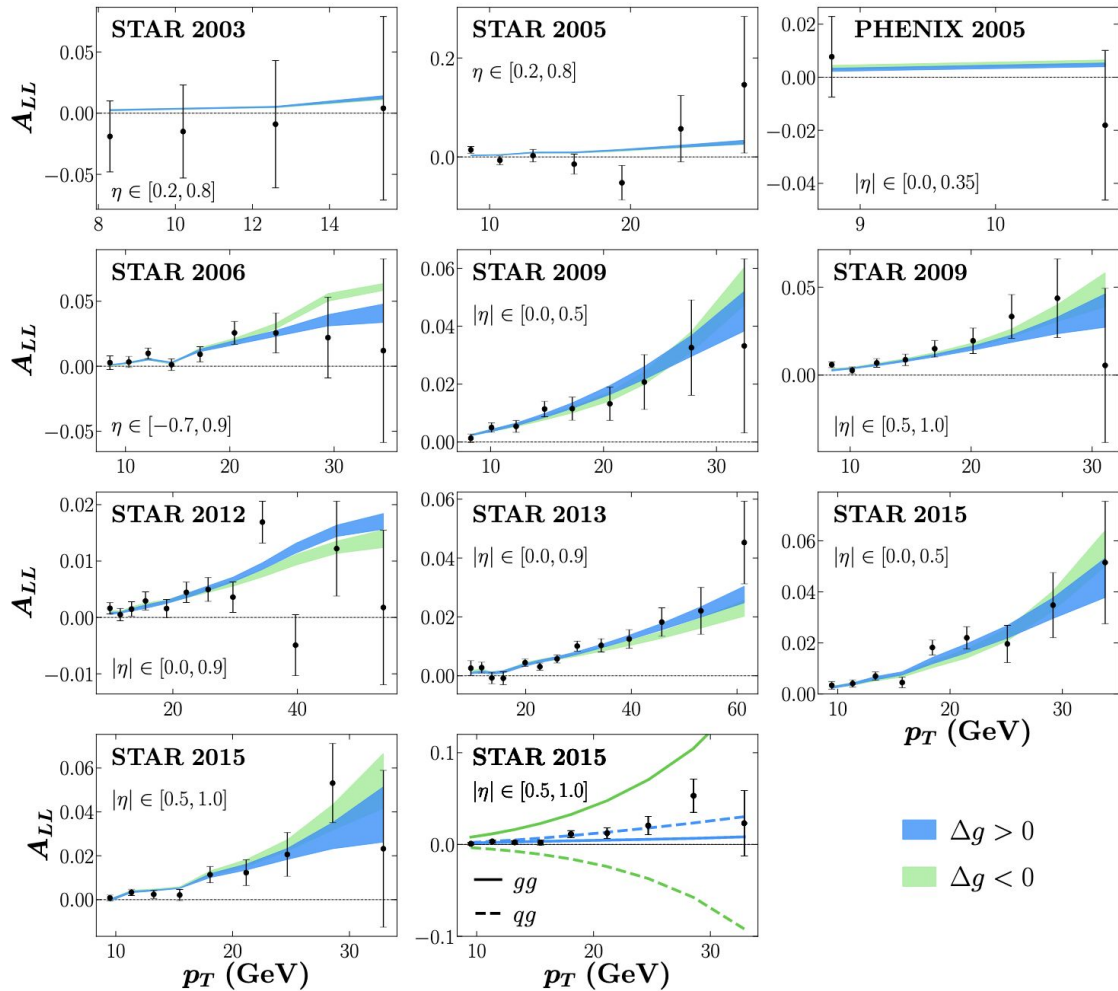 STAR 2003
η ∈ [0.2, 0.8]
A_LL
0.05
0.00
−0.05
8 10 12 14
STAR 2005
η ∈ [0.2, 0.8]
0.2
0.0
10 20
PHENIX 2005
|η| ∈ [0.0, 0.35]
0.00
−0.02
−0.04
9 10
STAR 2006
η ∈ [−0.7, 0.9]
A_LL
0.05
0.00
−0.05
10 20 30
STAR 2009
|η| ∈ [0.0, 0.5]
0.06
0.04
0.02
0.00
10 20 30
STAR 2009
|η| ∈ [0.5, 1.0]
0.05
0.00
10 20 30
STAR 2012
|η| ∈ [0.0, 0.9]
A_LL
0.02
0.01
0.00
−0.01
20 40
STAR 2013
|η| ∈ [0.0, 0.9]
0.06
0.04
0.02
0.00
10 20 30 40 50 60
STAR 2015
|η| ∈ [0.0, 0.5]
0.06
0.04
0.02
0.00
10 20 30
p_T (GeV)
STAR 2015
|η| ∈ [0.5, 1.0]
A_LL
0.06
0.04
0.02
0.00
10 20 30
p_T (GeV)
STAR 2015
|η| ∈ [0.5, 1.0]
0.1
0.0
−0.1
gg
qg
10 20 30
p_T (GeV)
Δg > 0
Δg < 0